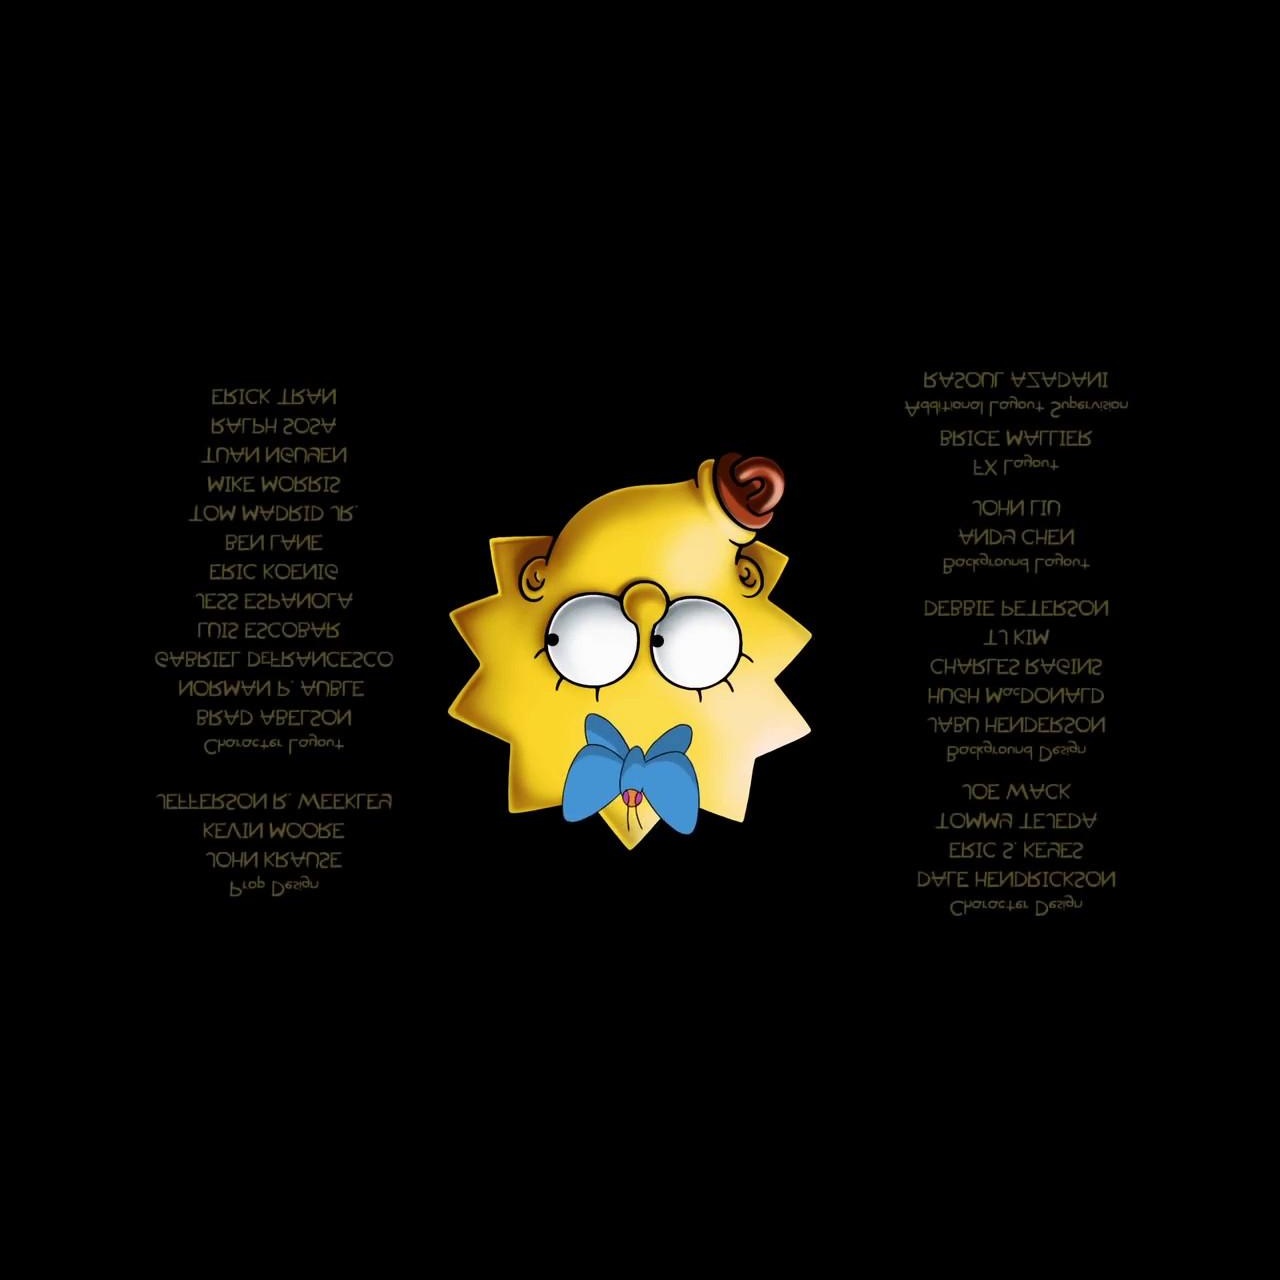 Prop Design
JOHN KRAUSE
KEVIN MOORE
JEFFERSON R. WEEKLEY
Character Layout
BRAD ABELSON
NORMAN P. AUBLE
GABRIEL DeFRANCESCO
LUIS ESCOBAR
JESS ESPAÑOLA
ERIC KOENIG
BEN LANE
TOM MADRID JR.
MIKE MORRIS
TUAN NGUYEN
RALPH SOSA
ERICK TRAN
Character Design
DALE HENDRICKSON
ERIC S. KEYES
TOMMY TEJEDA
JOE WACK
Background Design
JABU HENDERSON
HUGH MacDONALD
CHARLES RAGINS
TJ KIM
DEBBIE PETERSON
Background Layout
ANDY CHEN
JOHN LIU
FX Layout
BRICE MALLIER
Additional Layout Supervision
RASOUL AZADANI